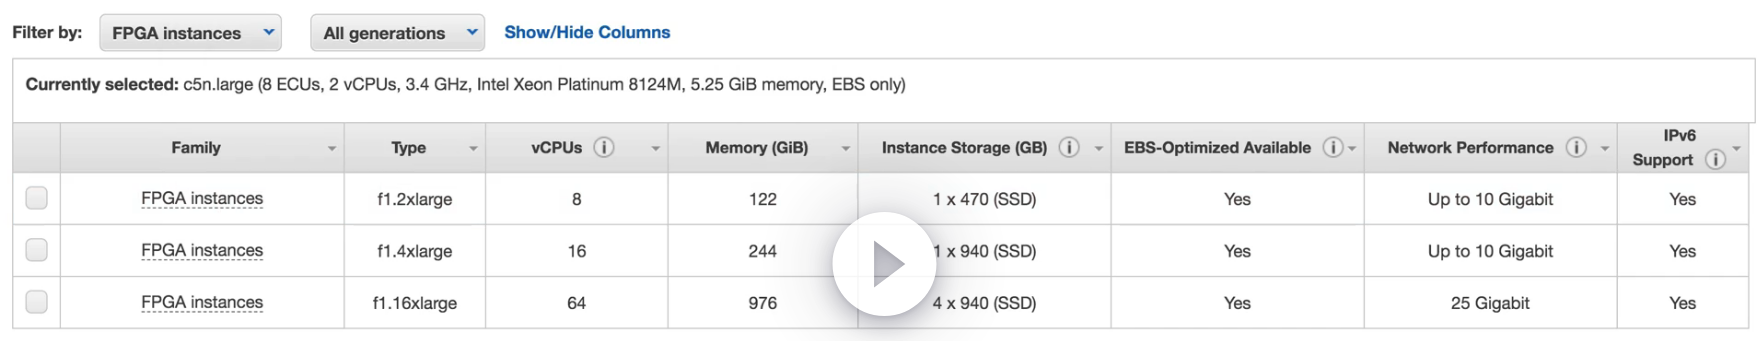 Filter by: FPGA instances All generations Show/Hide Columns
Currently selected: c5n.large (8 ECUs, 2 vCPUs, 3.4 GHz, Intel Xeon Platinum 8124M, 5.25 GiB memory, EBS only)
Family Type vCPUs Memory (GiB) Instance Storage (GB) EBS-Optimized Available Network Performance IPv6 Support
FPGA instances f1.2xlarge 8 122 1 x 470 (SSD) Yes Up to 10 Gigabit Yes
FPGA instances f1.4xlarge 16 244 1 x 940 (SSD) Yes Up to 10 Gigabit Yes
FPGA instances f1.16xlarge 64 976 4 x 940 (SSD) Yes 25 Gigabit Yes